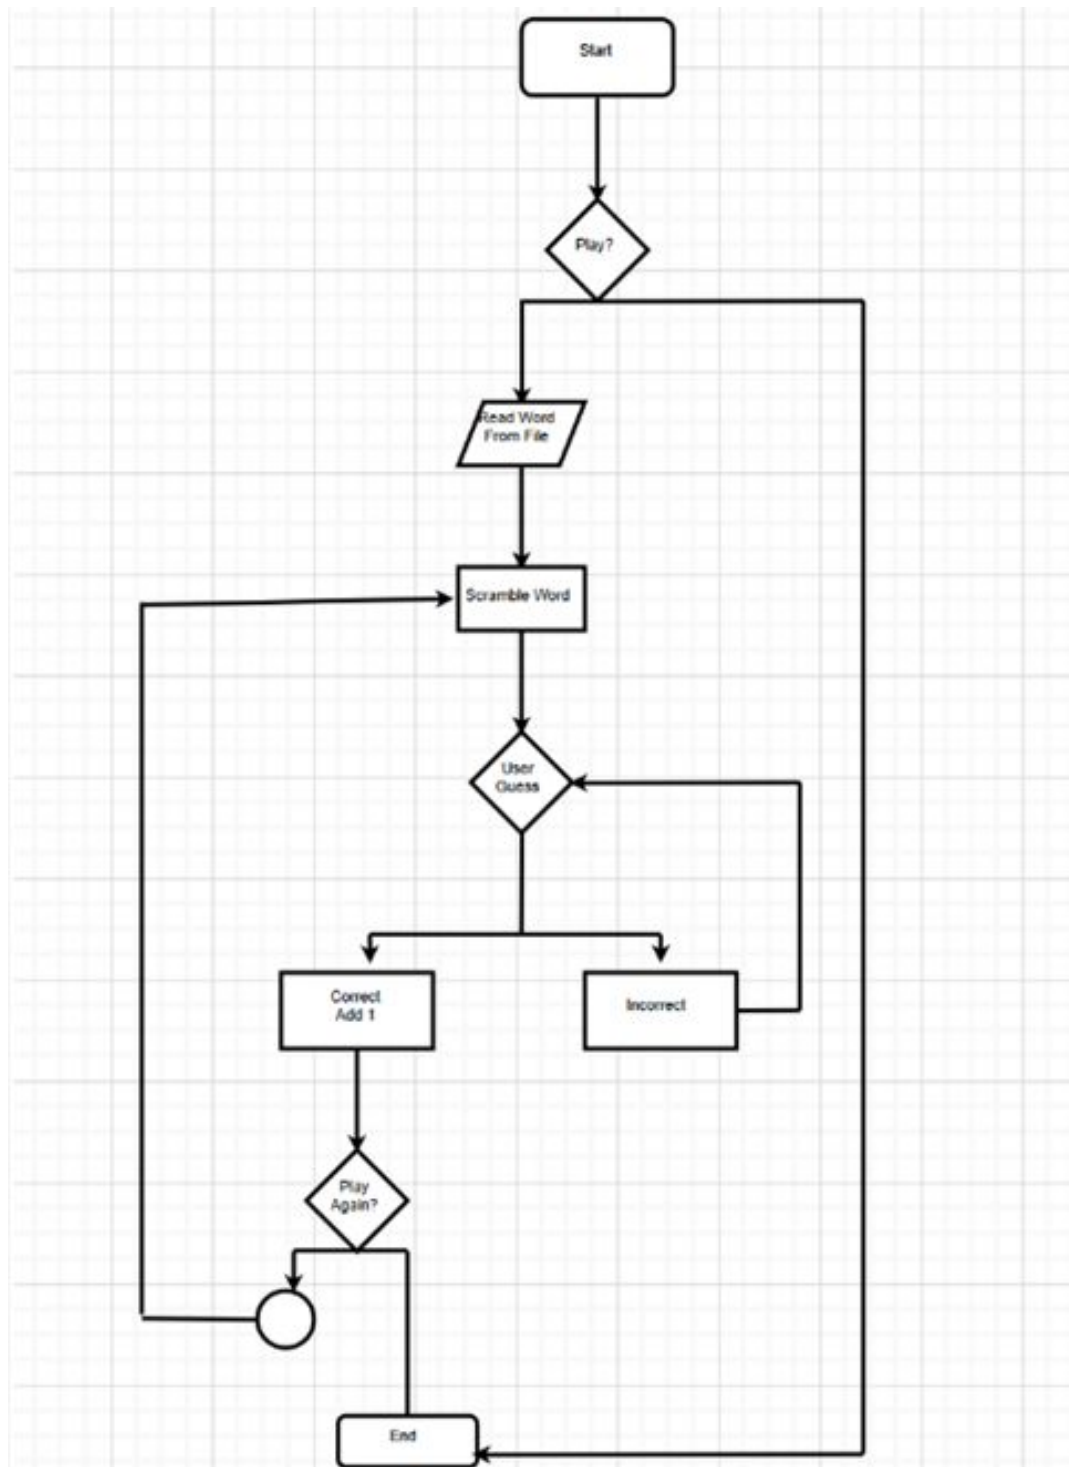 Start
Play?
Read Word
From File
Scramble Word
User
Guess
Correct
Add 1
Incorrect
Play
Again?
End